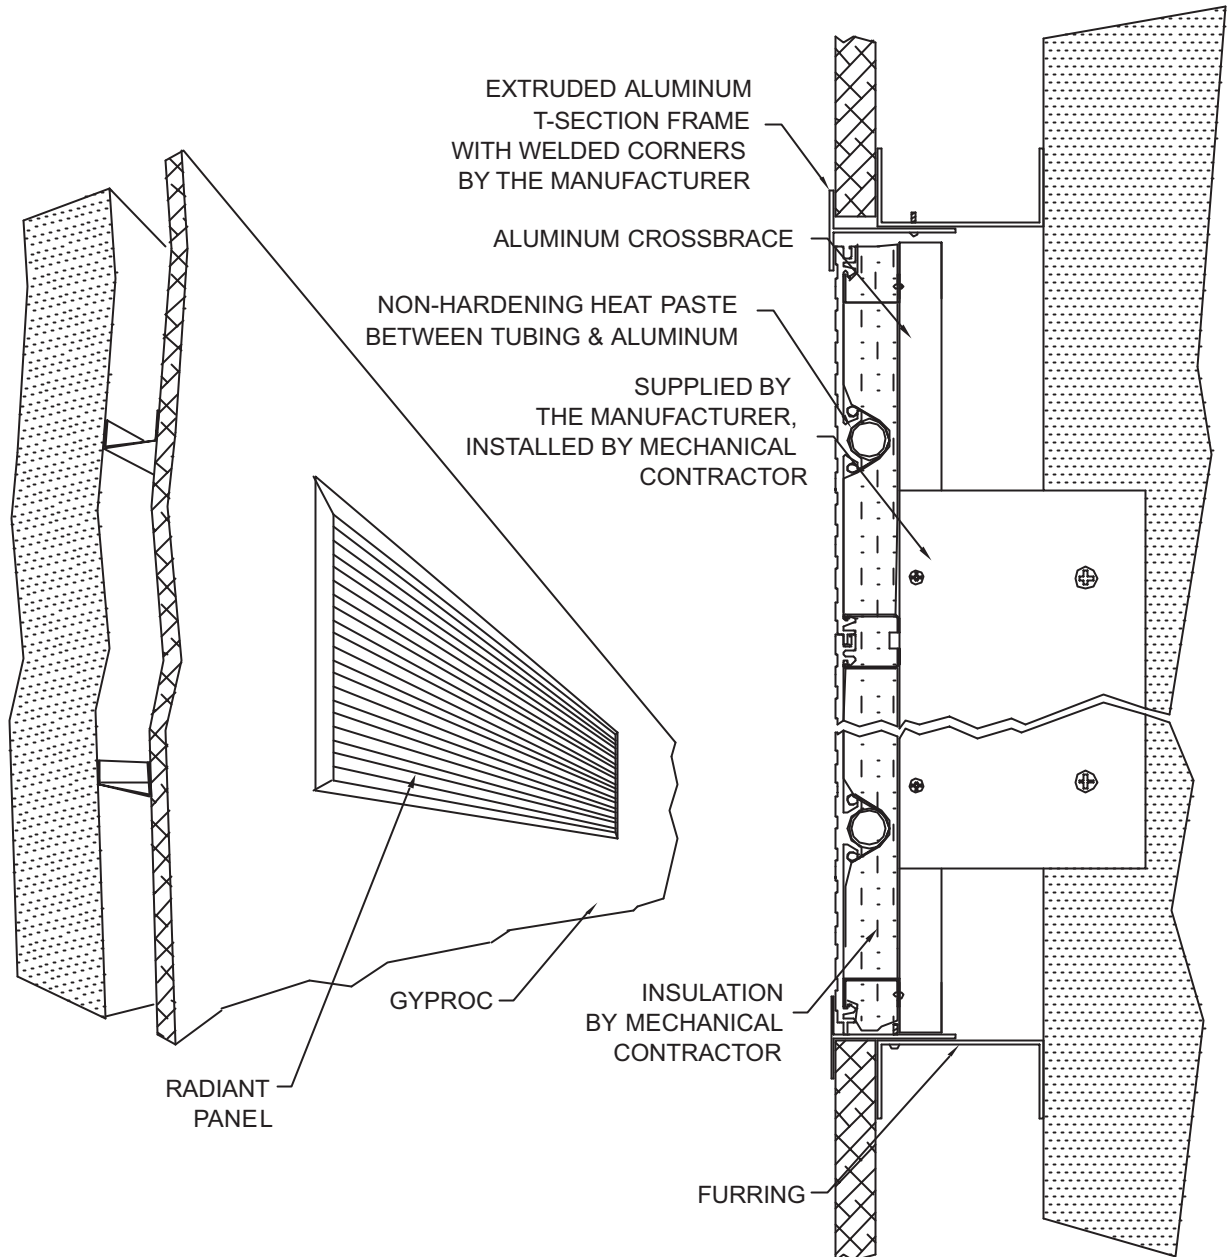 EXTRUDED ALUMINUM
T-SECTION FRAME
WITH WELDED CORNERS
BY THE MANUFACTURER
ALUMINUM CROSSBRACE
NON-HARDENING HEAT PASTE
BETWEEN TUBING & ALUMINUM
SUPPLIED BY
THE MANUFACTURER,
INSTALLED BY MECHANICAL
CONTRACTOR
GYPROC
INSULATION
BY MECHANICAL
CONTRACTOR
RADIANT
PANEL
FURRING